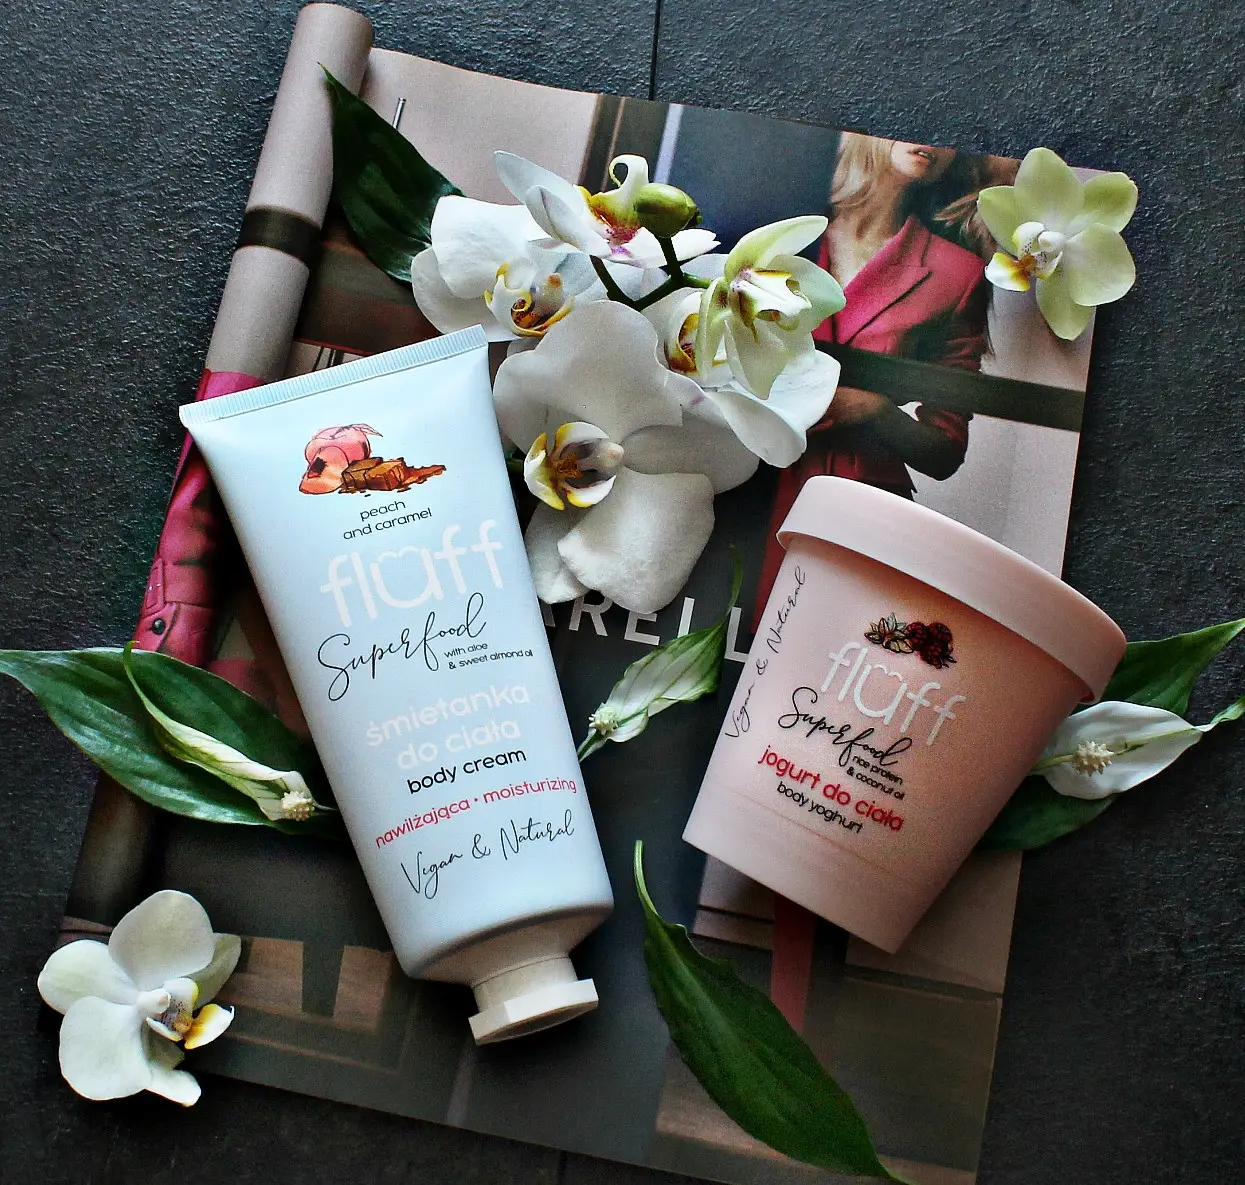 peach
and caramel
fluff
Superfood
with aloe
& sweet almond oil
śmietanka
do ciała
body cream
nawilżająca • moisturizing
Vegan & Natural
RELL
Vegan & Natural
fluff
Superfood
rice protein
& coconut oil
jogurt do ciała
body yoghurt